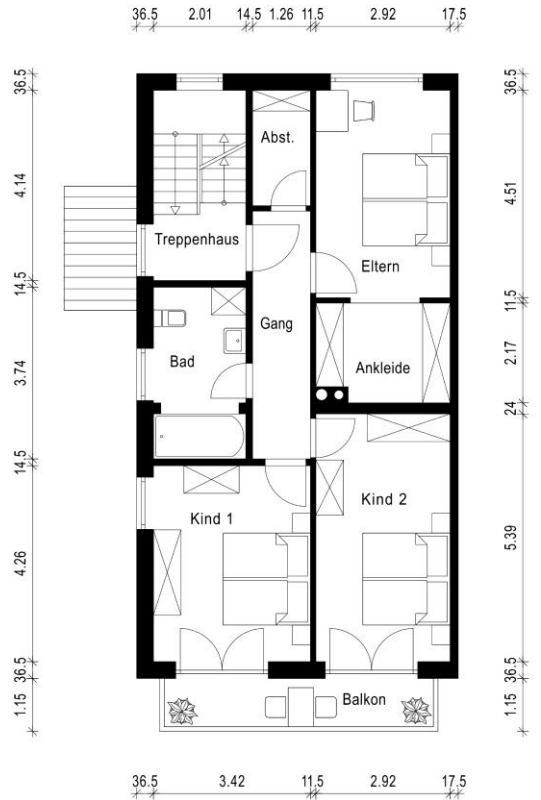 36.5 2.01 14.5 1.26 11.5 2.92 17.5
36.5
4.14
14.5
3.74
14.5
4.26
36.5
1.15
Abst.
Treppenhaus
Eltern
Gang
Bad
Ankleide
Kind 1
Kind 2
Balkon
36.5
4.51
11.5
2.17
24
5.39
36.5
1.15
36.5 3.42 11.5 2.92 17.5